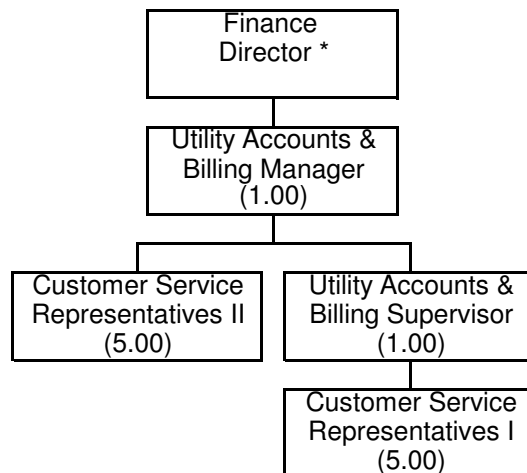 Finance
Director *
Utility Accounts &
Billing Manager
(1.00)
Customer Service
Representatives II
(5.00)
Utility Accounts &
Billing Supervisor
(1.00)
Customer Service
Representatives I
(5.00)